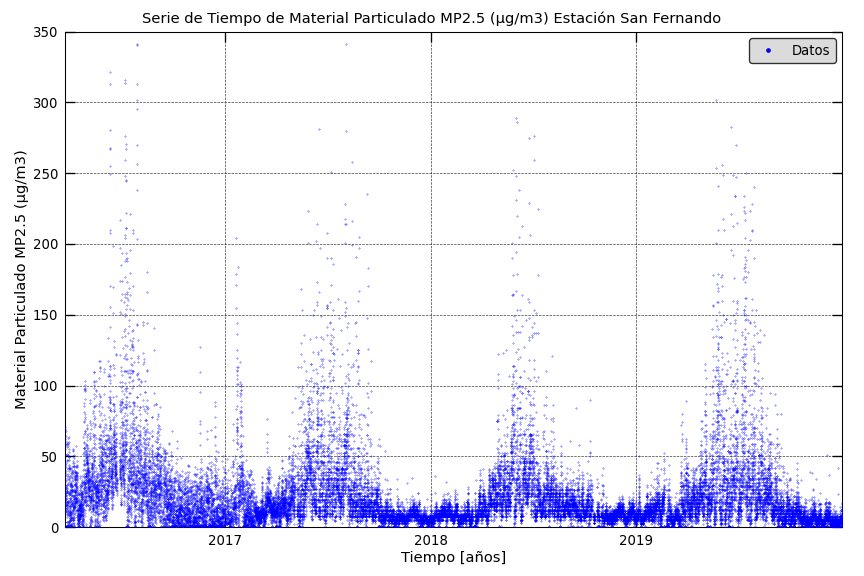 Serie de Tiempo de Material Particulado MP2.5 (µg/m3) Estación San Fernando
Datos
Material Particulado MP2.5 (µg/m3)
350
300
250
200
150
100
50
0
2017 2018 2019
Tiempo [años]